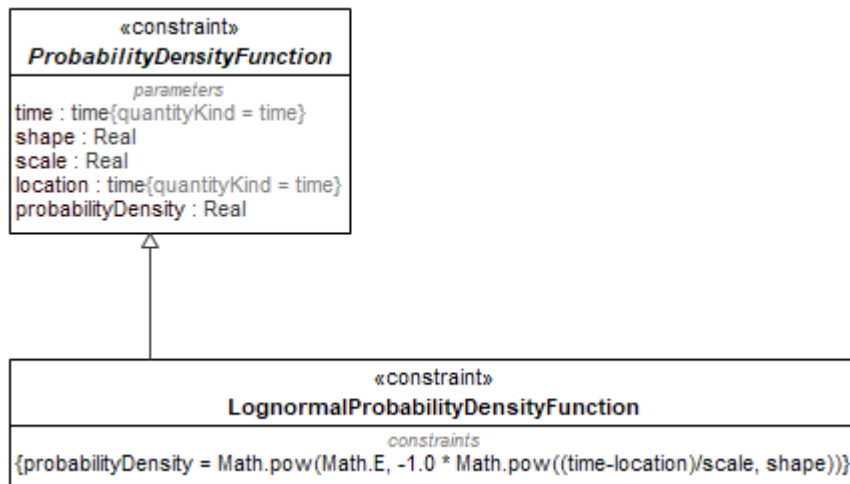 «constraint»
ProbabilityDensityFunction
parameters
time : time{quantityKind = time}
shape : Real
scale : Real
location : time{quantityKind = time}
probabilityDensity : Real
«constraint»
LognormalProbabilityDensityFunction
constraints
{probabilityDensity = Math.pow(Math.E, -1.0 * Math.pow((time-location)/scale, shape))}